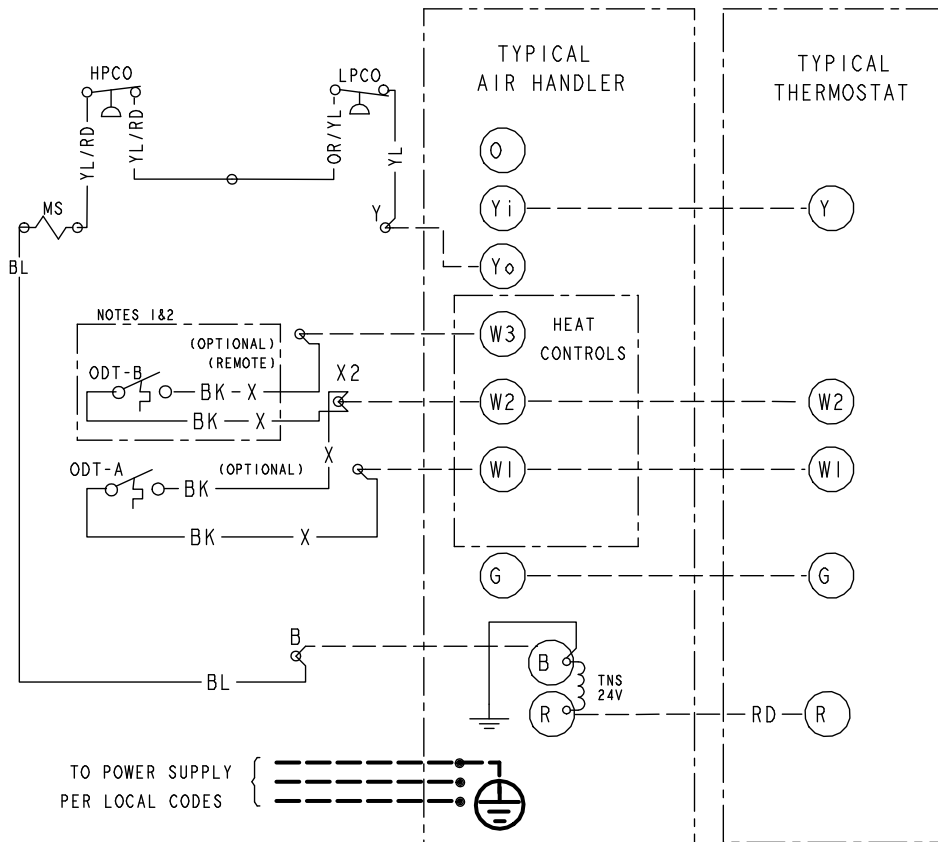 TYPICAL
AIR HANDLER
TYPICAL
THERMOSTAT
HPCO
LPCO
YL/RD
YL/RD
OR/YL
YL
O
MS
Y
Yi
Y
BL
Yo
NOTES 1&2
(OPTIONAL)
(REMOTE)
W3
HEAT
CONTROLS
ODT-B
X2
BK-X
BK
X
W2
W2
X
ODT-A
(OPTIONAL)
BK
W1
W1
BK
X
G
G
B
B
TNS
24V
BL
R
RD
R
TO POWER SUPPLY
PER LOCAL CODES